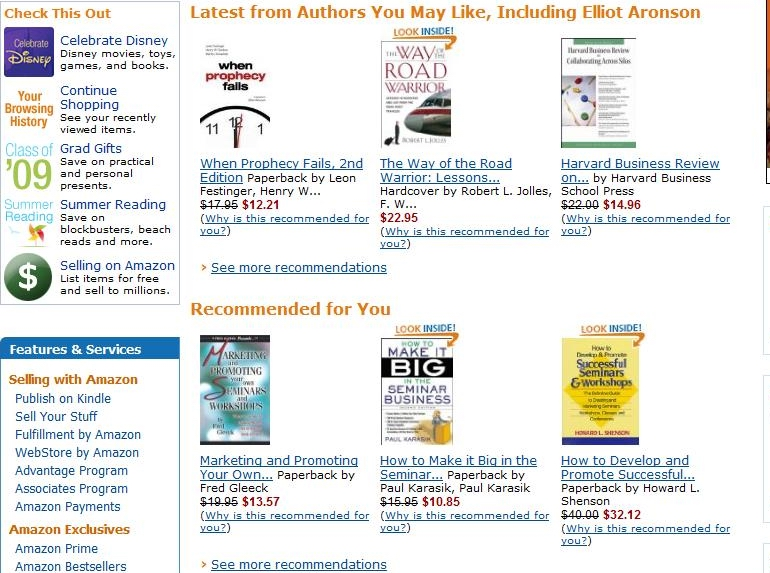 Check This Out
Celebrate
Disney
Celebrate Disney
Disney movies, toys,
games, and books.
Your
Browsing
History
Continue
Shopping
See your recently
viewed items.
Class of
'09
Grad Gifts
Save on practical
and personal
presents.
Summer
Reading
Summer Reading
Save on
blockbusters, beach
reads and more.
$
Selling on Amazon
List items for free
and sell to millions.
Features & Services
Selling with Amazon
Publish on Kindle
Sell Your Stuff
Fulfillment by Amazon
WebStore by Amazon
Advantage Program
Associates Program
Amazon Payments
Amazon Exclusives
Amazon Prime
Amazon Bestsellers
Latest from Authors You May Like, Including Elliot Aronson
when
prophecy
fails
11 12 1
When Prophecy Fails, 2nd
Edition Paperback by Leon
Festinger, Henry W...
$17.95 $12.21
(Why is this recommended for
you?)
LOOK INSIDE!
THE WAY OF THE
ROAD
WARRIOR
ROBERT L. JOLLES
The Way of the Road
Warrior: Lessons...
Hardcover by Robert L. Jolles,
F. W...
$22.95
(Why is this recommended for
you?)
Harvard Business Review
on
Collaborating Across Silos
Harvard Business Review
on... by Harvard Business
School Press
$22.00 $14.96
(Why is this recommended for
you?)
› See more recommendations
Recommended for You
MARKETING
AND
PROMOTING
your own
SEMINARS
AND
WORKSHOPS
by
Fred
Gleeck
Marketing and Promoting
Your Own... Paperback by
Fred Gleeck
$19.95 $13.57
(Why is this recommended for
you?)
LOOK INSIDE!
HOW TO
MAKE IT
BIG
IN THE
SEMINAR
BUSINESS
PAUL KARASIK
How to Make it Big in the
Seminar... Paperback by
Paul Karasik, Paul Karasik
$15.95 $10.85
(Why is this recommended for
you?)
LOOK INSIDE!
How to
Develop & Promote
Successful
Seminars
& Workshops
HOWARD L. SHENSON
How to Develop and
Promote Successful...
Paperback by Howard L.
Shenson
$40.00 $32.12
(Why is this recommended for
you?)
› See more recommendations